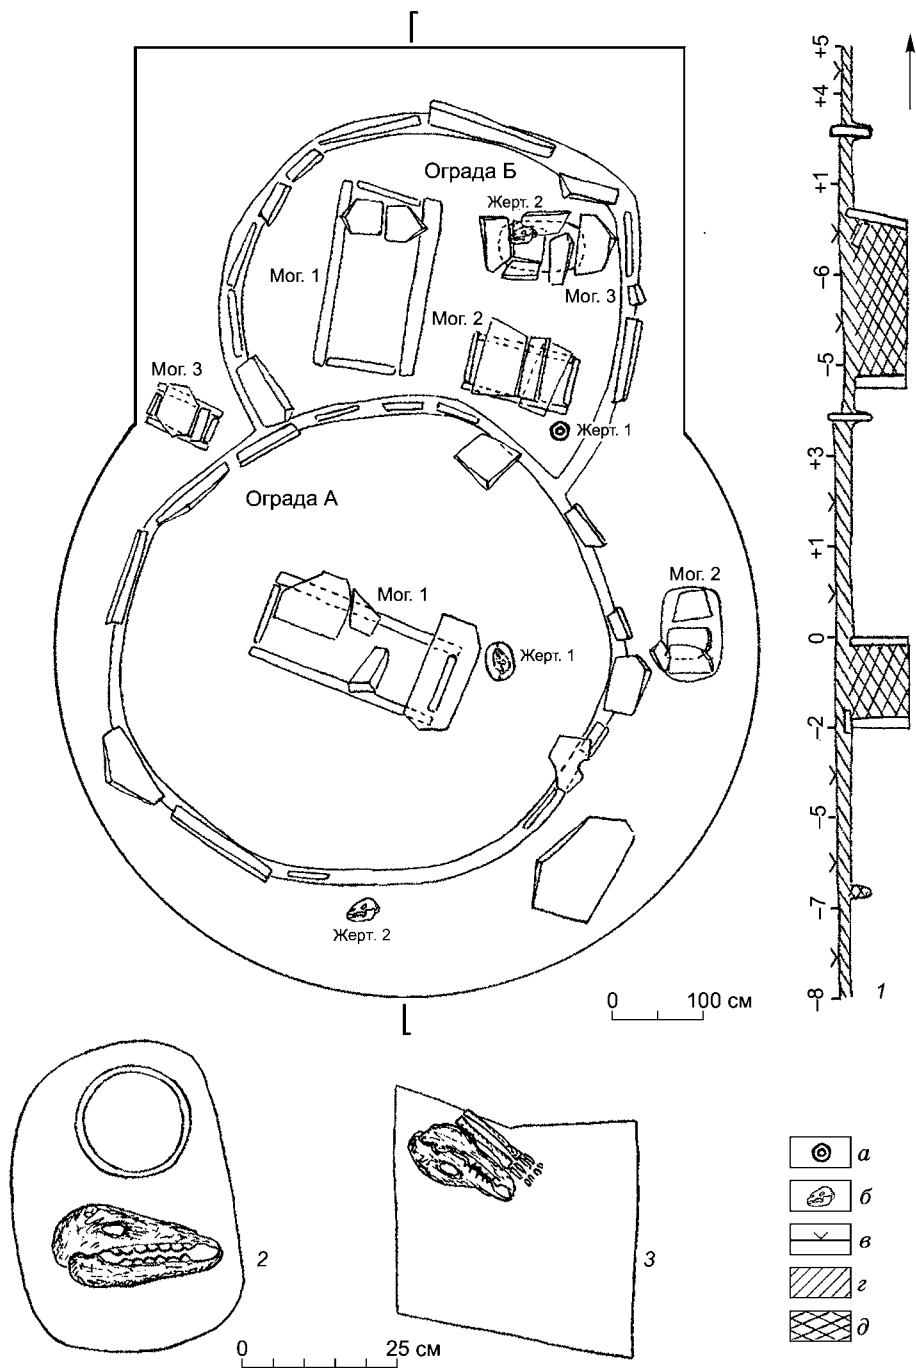 Ограда Б
Жерт. 2
Мог. 1
Мог. 3
Мог. 2
Мог. 3
Жерт. 1
Ограда А
Мог. 1
Мог. 2
Жерт. 1
Жерт. 2
0 100 см
+5
+4
+1
–6
–5
+3
+1
0
–2
–5
–7
–8
1
2
3
0 25 см
а
б
в
г
д